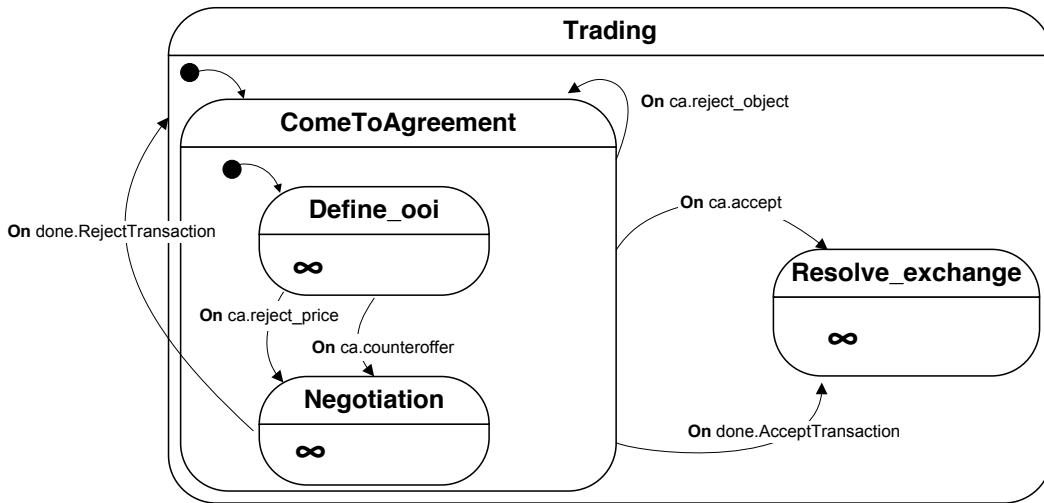 Trading
On ca.reject_object
ComeToAgreement
On ca.accept
Define_ooi
On done.RejectTransaction
∞
Resolve_exchange
On ca.reject_price
∞
On ca.counteroffer
Negotiation
On done.AcceptTransaction
∞